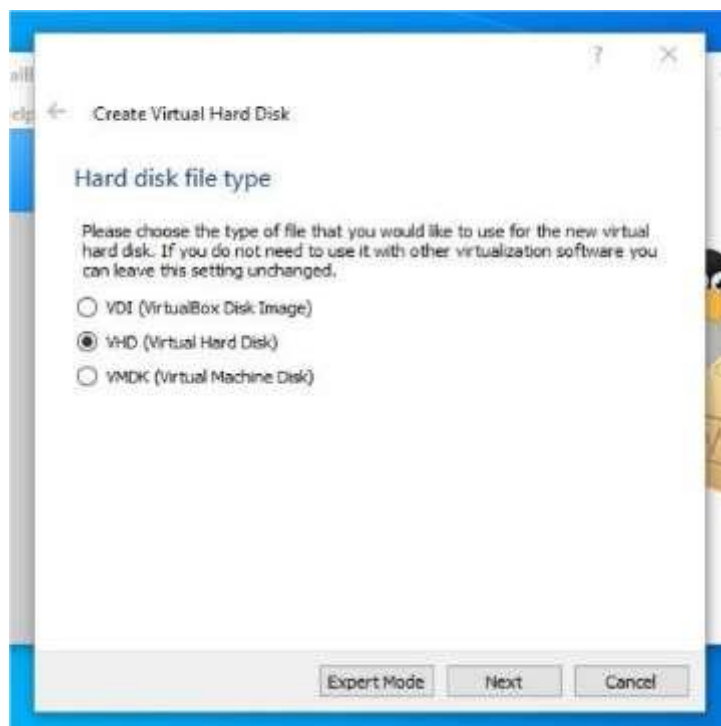 ?
Create Virtual Hard Disk
Hard disk file type
Please choose the type of file that you would like to use for the new virtual
hard disk. If you do not need to use it with other virtualization software you
can leave this setting unchanged.
VDI (VirtualBox Disk Image)
VHD (Virtual Hard Disk)
VMDK (Virtual Machine Disk)
Expert Mode Next Cancel